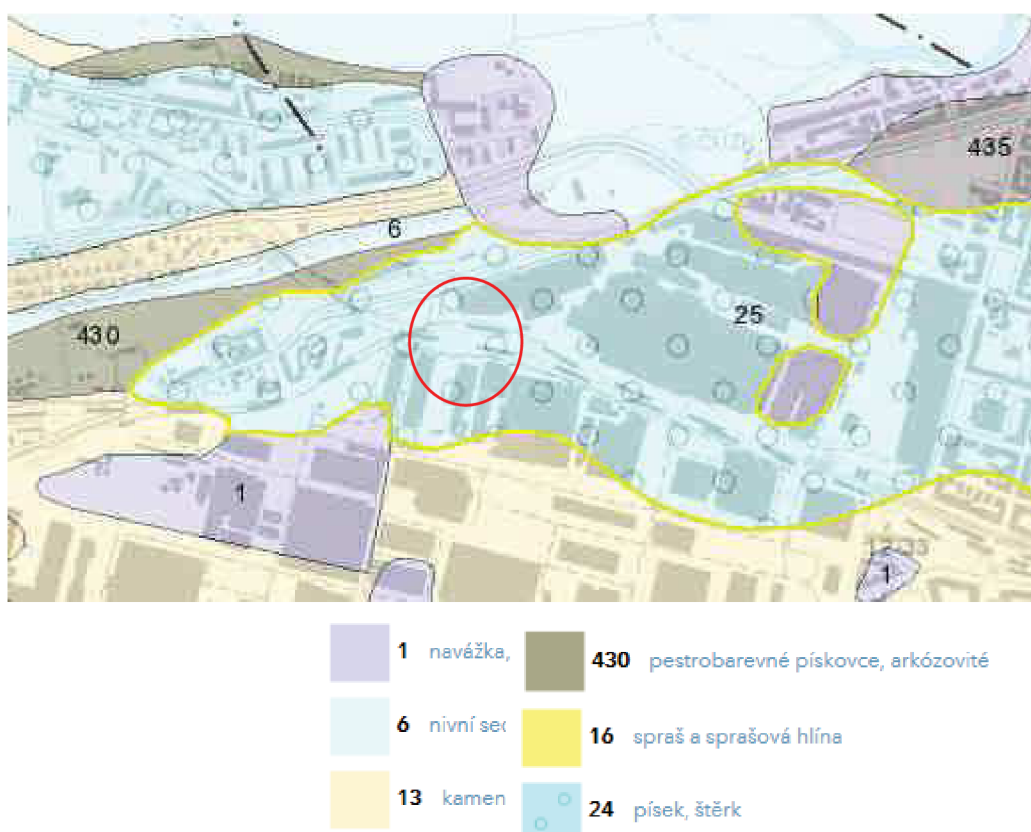 435
6
25
430
1
1
1 navážka,
430 pestrobarevné pískovce, arkózovité
6 nivní
16 spraš a sprašová hlína
13 kamen
24 písek, štěrk